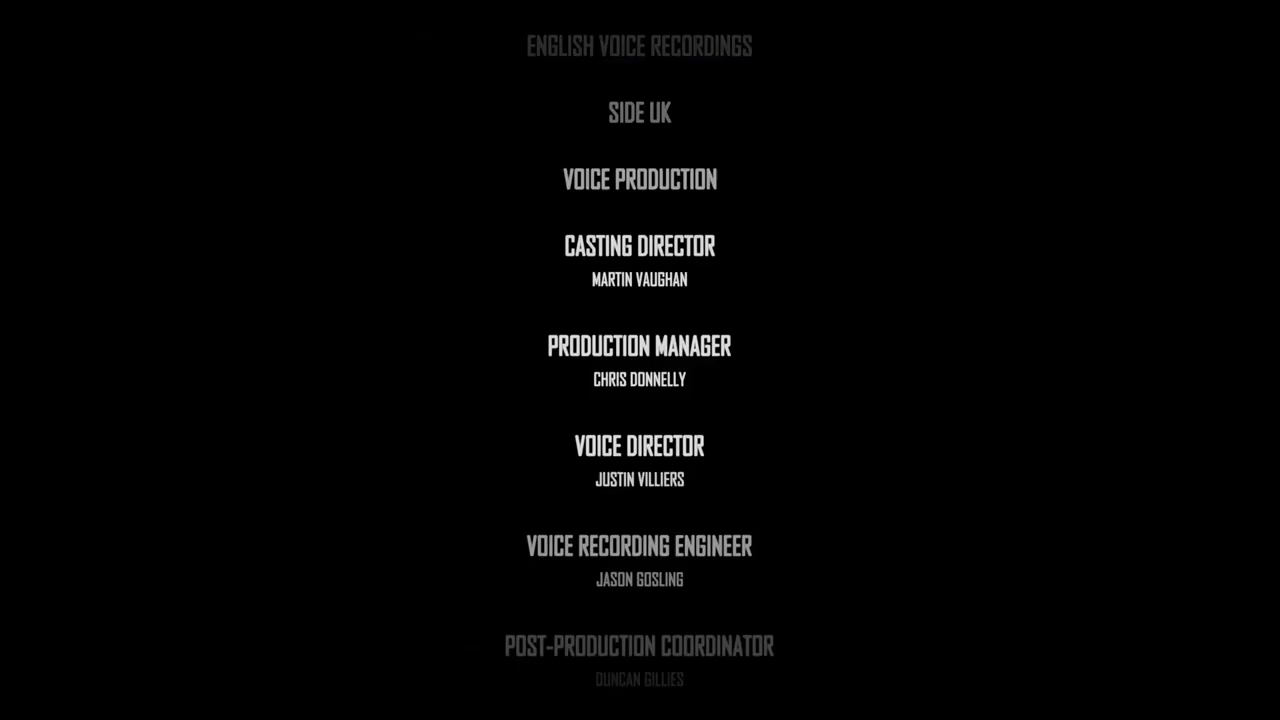 ENGLISH VOICE RECORDINGS
SIDE UK
VOICE PRODUCTION
CASTING DIRECTOR
MARTIN VAUGHAN
PRODUCTION MANAGER
CHRIS DONNELLY
VOICE DIRECTOR
JUSTIN VILLIERS
VOICE RECORDING ENGINEER
JASON GOSLING
POST-PRODUCTION COORDINATOR
DUNCAN GILLIES